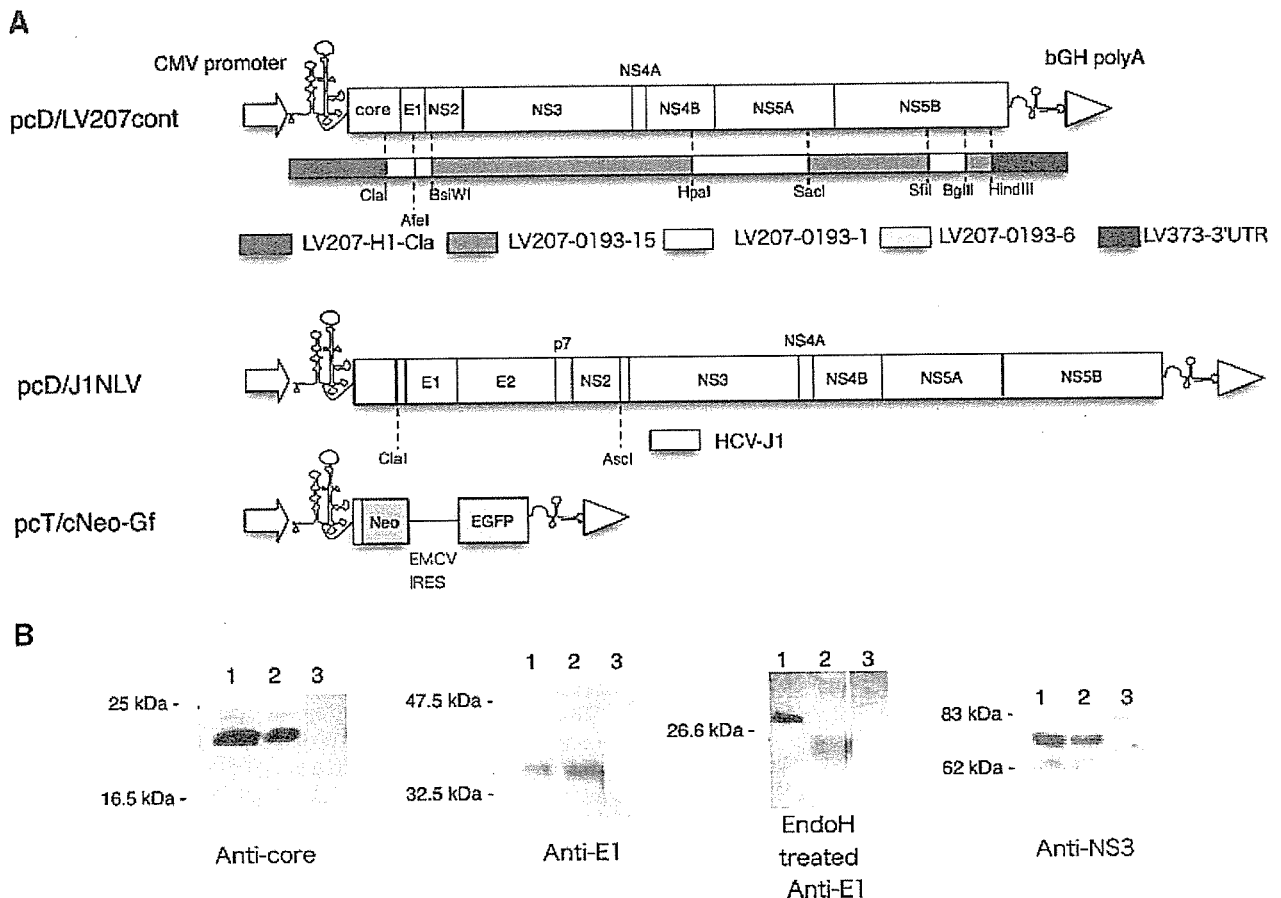 A
CMV promoter
NS4A
bGH polyA
pcD/LV207cont
core E1 NS2 NS3 NS4B NS5A NS5B
ClaI BsiWI HpaI SacI SfiI BglII HindIII
AfeI
LV207-H1-Cla LV207-0193-15 LV207-0193-1 LV207-0193-6 LV373-3'UTR
p7 NS4A
pcD/J1NLV
E1 E2 NS2 NS3 NS4B NS5A NS5B
ClaI AscI HCV-J1
pcT/cNeo-Gf
Neo EGFP
EMCV
IRES
B
1 2 3
25 kDa -
16.5 kDa -
Anti-core
1 2 3
47.5 kDa -
32.5 kDa -
Anti-E1
1 2 3
26.6 kDa -
EndoH
treated
Anti-E1
1 2 3
83 kDa -
62 kDa -
Anti-NS3